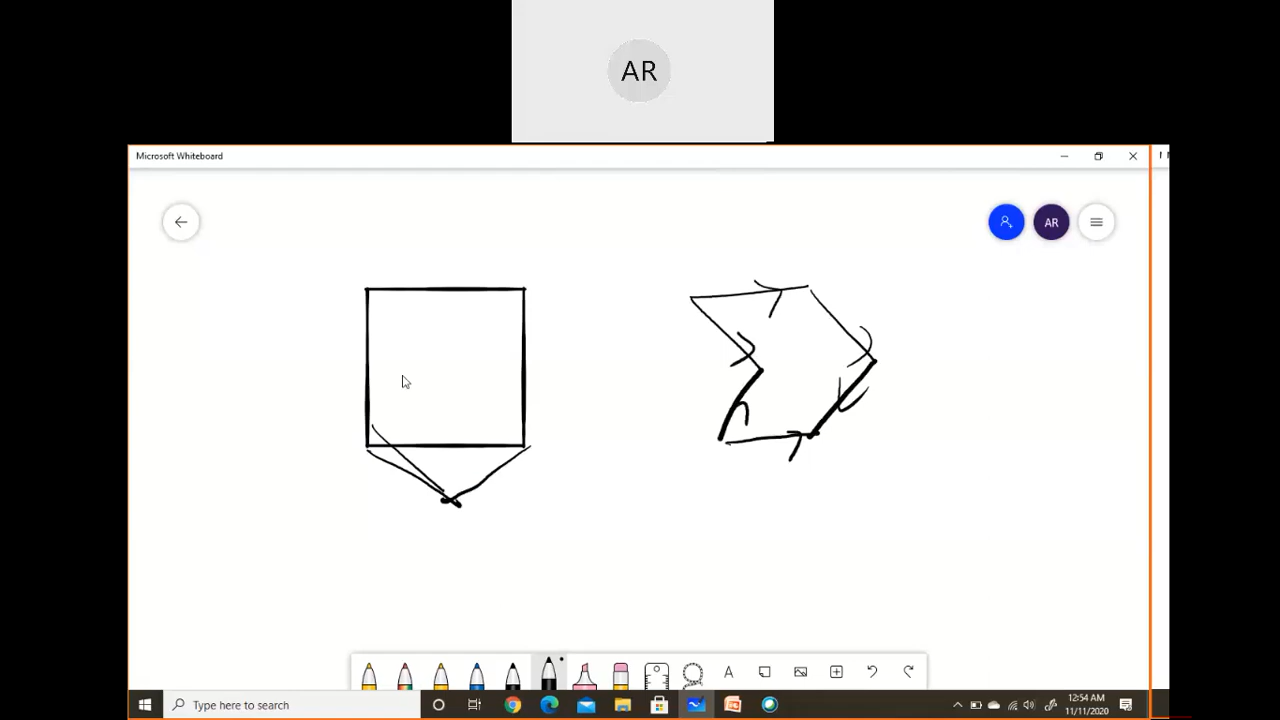 AR
Microsoft Whiteboard
AR
A
Type here to search
12:54 AM
11/11/2020